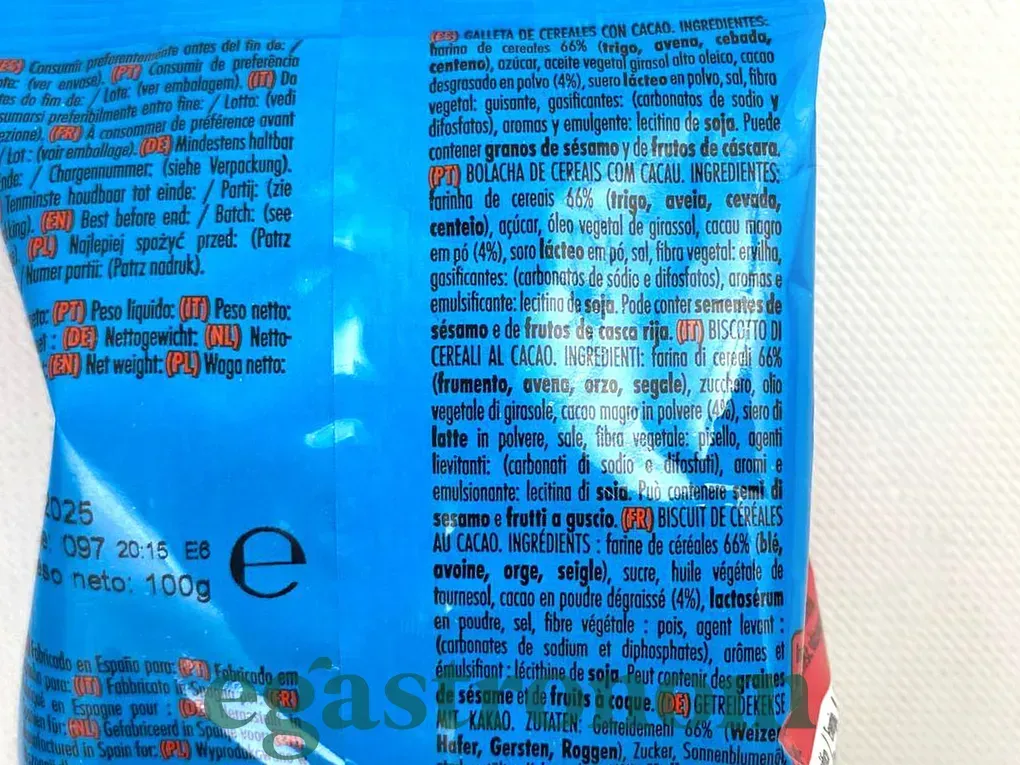 (ES) Consumir preferentemente antes del fin de: /
(ver envase). (PT) Consumir de preferência
do fim de: / Lote: (ver embalagem). (IT) Da
preferibilmente entro fine: / Lotto: (vedi
(FR) À consommer de préférence avant
/ Lot: (voir emballage). (DE) Mindestens haltbar
/ Chargennummer: (siehe Verpackung).
Tenminste houdbaar tot einde: / Partij: (zie
(EN) Best before end: / Batch: (see
(PL) Najlepiej spożyć przed: (Patrz
/ Numer partii: (Patrz nadruk).
(PT) Peso líquido: (IT) Peso netto:
(DE) Nettogewicht: (NL) Netto-
(EN) Net weight: (PL) Waga netto:
2025
097 20:15 E6
neto: 100g
e
Fabricado en España para: (PT) Fabricado em
para: (IT) Fabbricato in (FR)
en Espagne pour :
für: (NL) Gefabriceerd in
in Spain for: (PL)
(ES) GALLETA DE CEREALES CON CACAO. INGREDIENTES:
harina de cereales 66% (trigo, avena, cebada,
centeno), azúcar, aceite vegetal girasol alto oleico, cacao
desgrasado en polvo (4%), suero lácteo en polvo, sal, fibra
vegetal: guisante, gasificantes: (carbonatos de sodio y
difosfatos), aromas y emulgente: lecitina de soja. Puede
contener granos de sésamo y de frutos de cáscara.
(PT) BOLACHA DE CEREAIS COM CACAU. INGREDIENTES:
farinha de cereais 66% (trigo, aveia, cevada,
centeio), açúcar, óleo vegetal de girassol, cacau magro
em pó (4%), soro lácteo em pó, sal, fibra vegetal: ervilha,
gasificantes: (carbonatos de sódio e difosfatos), aromas e
emulsificante: lecitina de soja. Pode conter sementes de
sésamo e de frutos de casca rija. (IT) BISCOTTO DI
CEREALI AL CACAO. INGREDIENTI: farina di cereali 66%
(frumento, avena, orzo, segale), zucchero, olio
vegetale di girasole, cacao magro in polvere (4%), siero di
latte in polvere, sale, fibra vegetale: pisello, agenti
lievitanti: (carbonati di sodio e difosfati), aromi e
emulsionante: lecitina di soia. Può contenere semi di
sesamo e frutti a guscio. (FR) BISCUIT DE CÉRÉALES
AU CACAO. INGRÉDIENTS : farine de céréales 66% (blé,
avoine, orge, seigle), sucre, huile végétale de
tournesol, cacao en poudre dégraissé (4%), lactosérum
en poudre, sel, fibre végétale : pois, agent levant :
(carbonates de sodium et diphosphates), arômes et
émulsifiant : lécithine de soja. Peut contenir des graines
de sésame et de fruits à coque. (DE) GETREIDEKEKSE
MIT KAKAO. ZUTATEN: Getreidemehl 66% (Weizen
Hafer, Gersten, Roggen), Zucker, Sonnenblumenöl,
egastronom